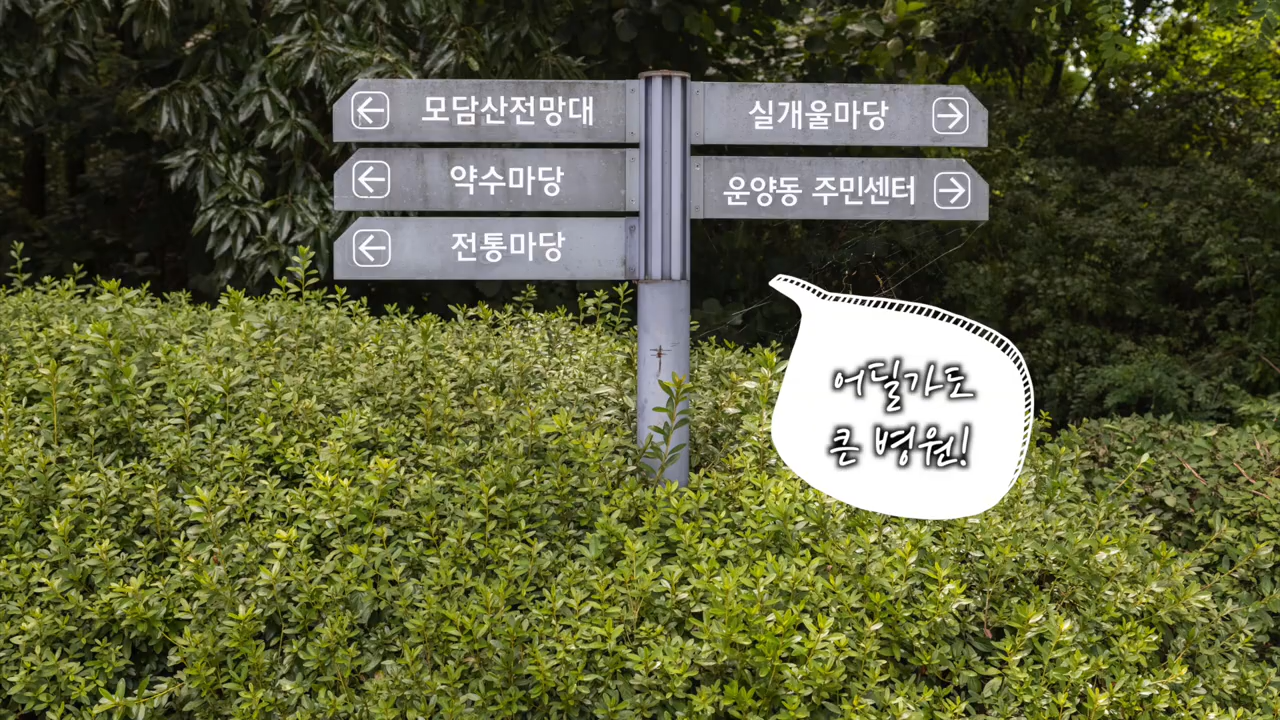 모담산전망대
약수마당
전통마당
실개울마당
운양동 주민센터
어딜가도
큰 병원!